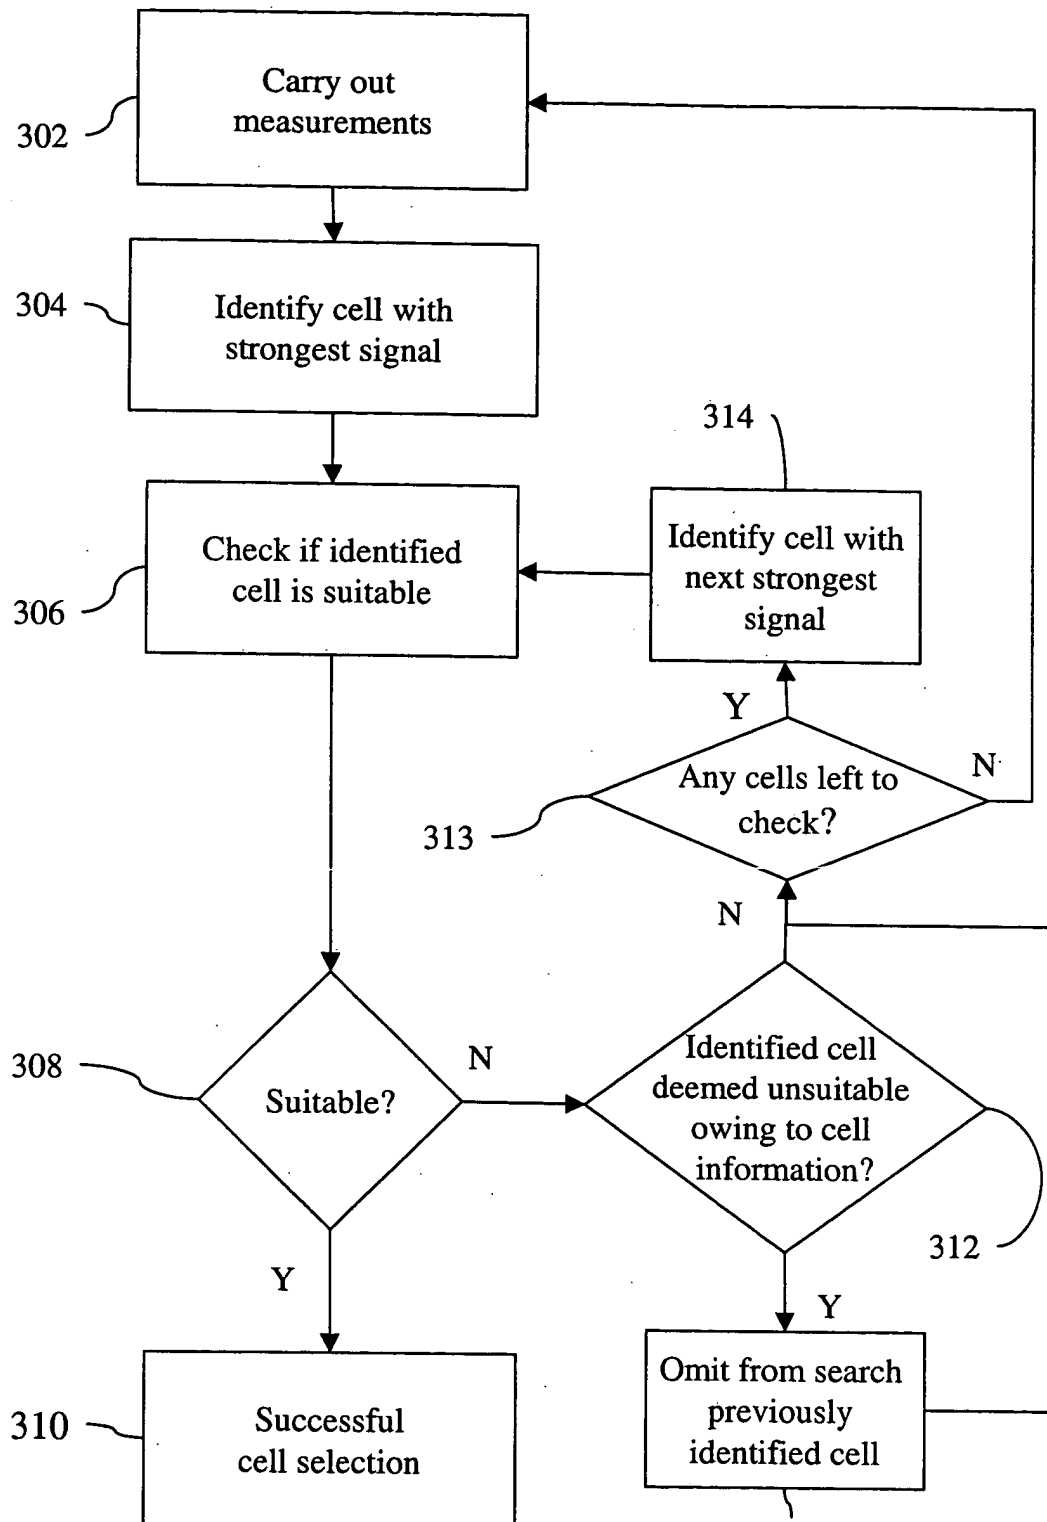 Carry out
measurements
302
304
Identify cell with
strongest signal
314
Check if identified
cell is suitable
306
Identify cell with
next strongest
signal
Y
N
Any cells left to
check?
313
N
308
Suitable?
N
Identified cell
deemed unsuitable
owing to cell
information?
312
Y
Y
310
Successful
cell selection
Omit from search
previously
identified cell